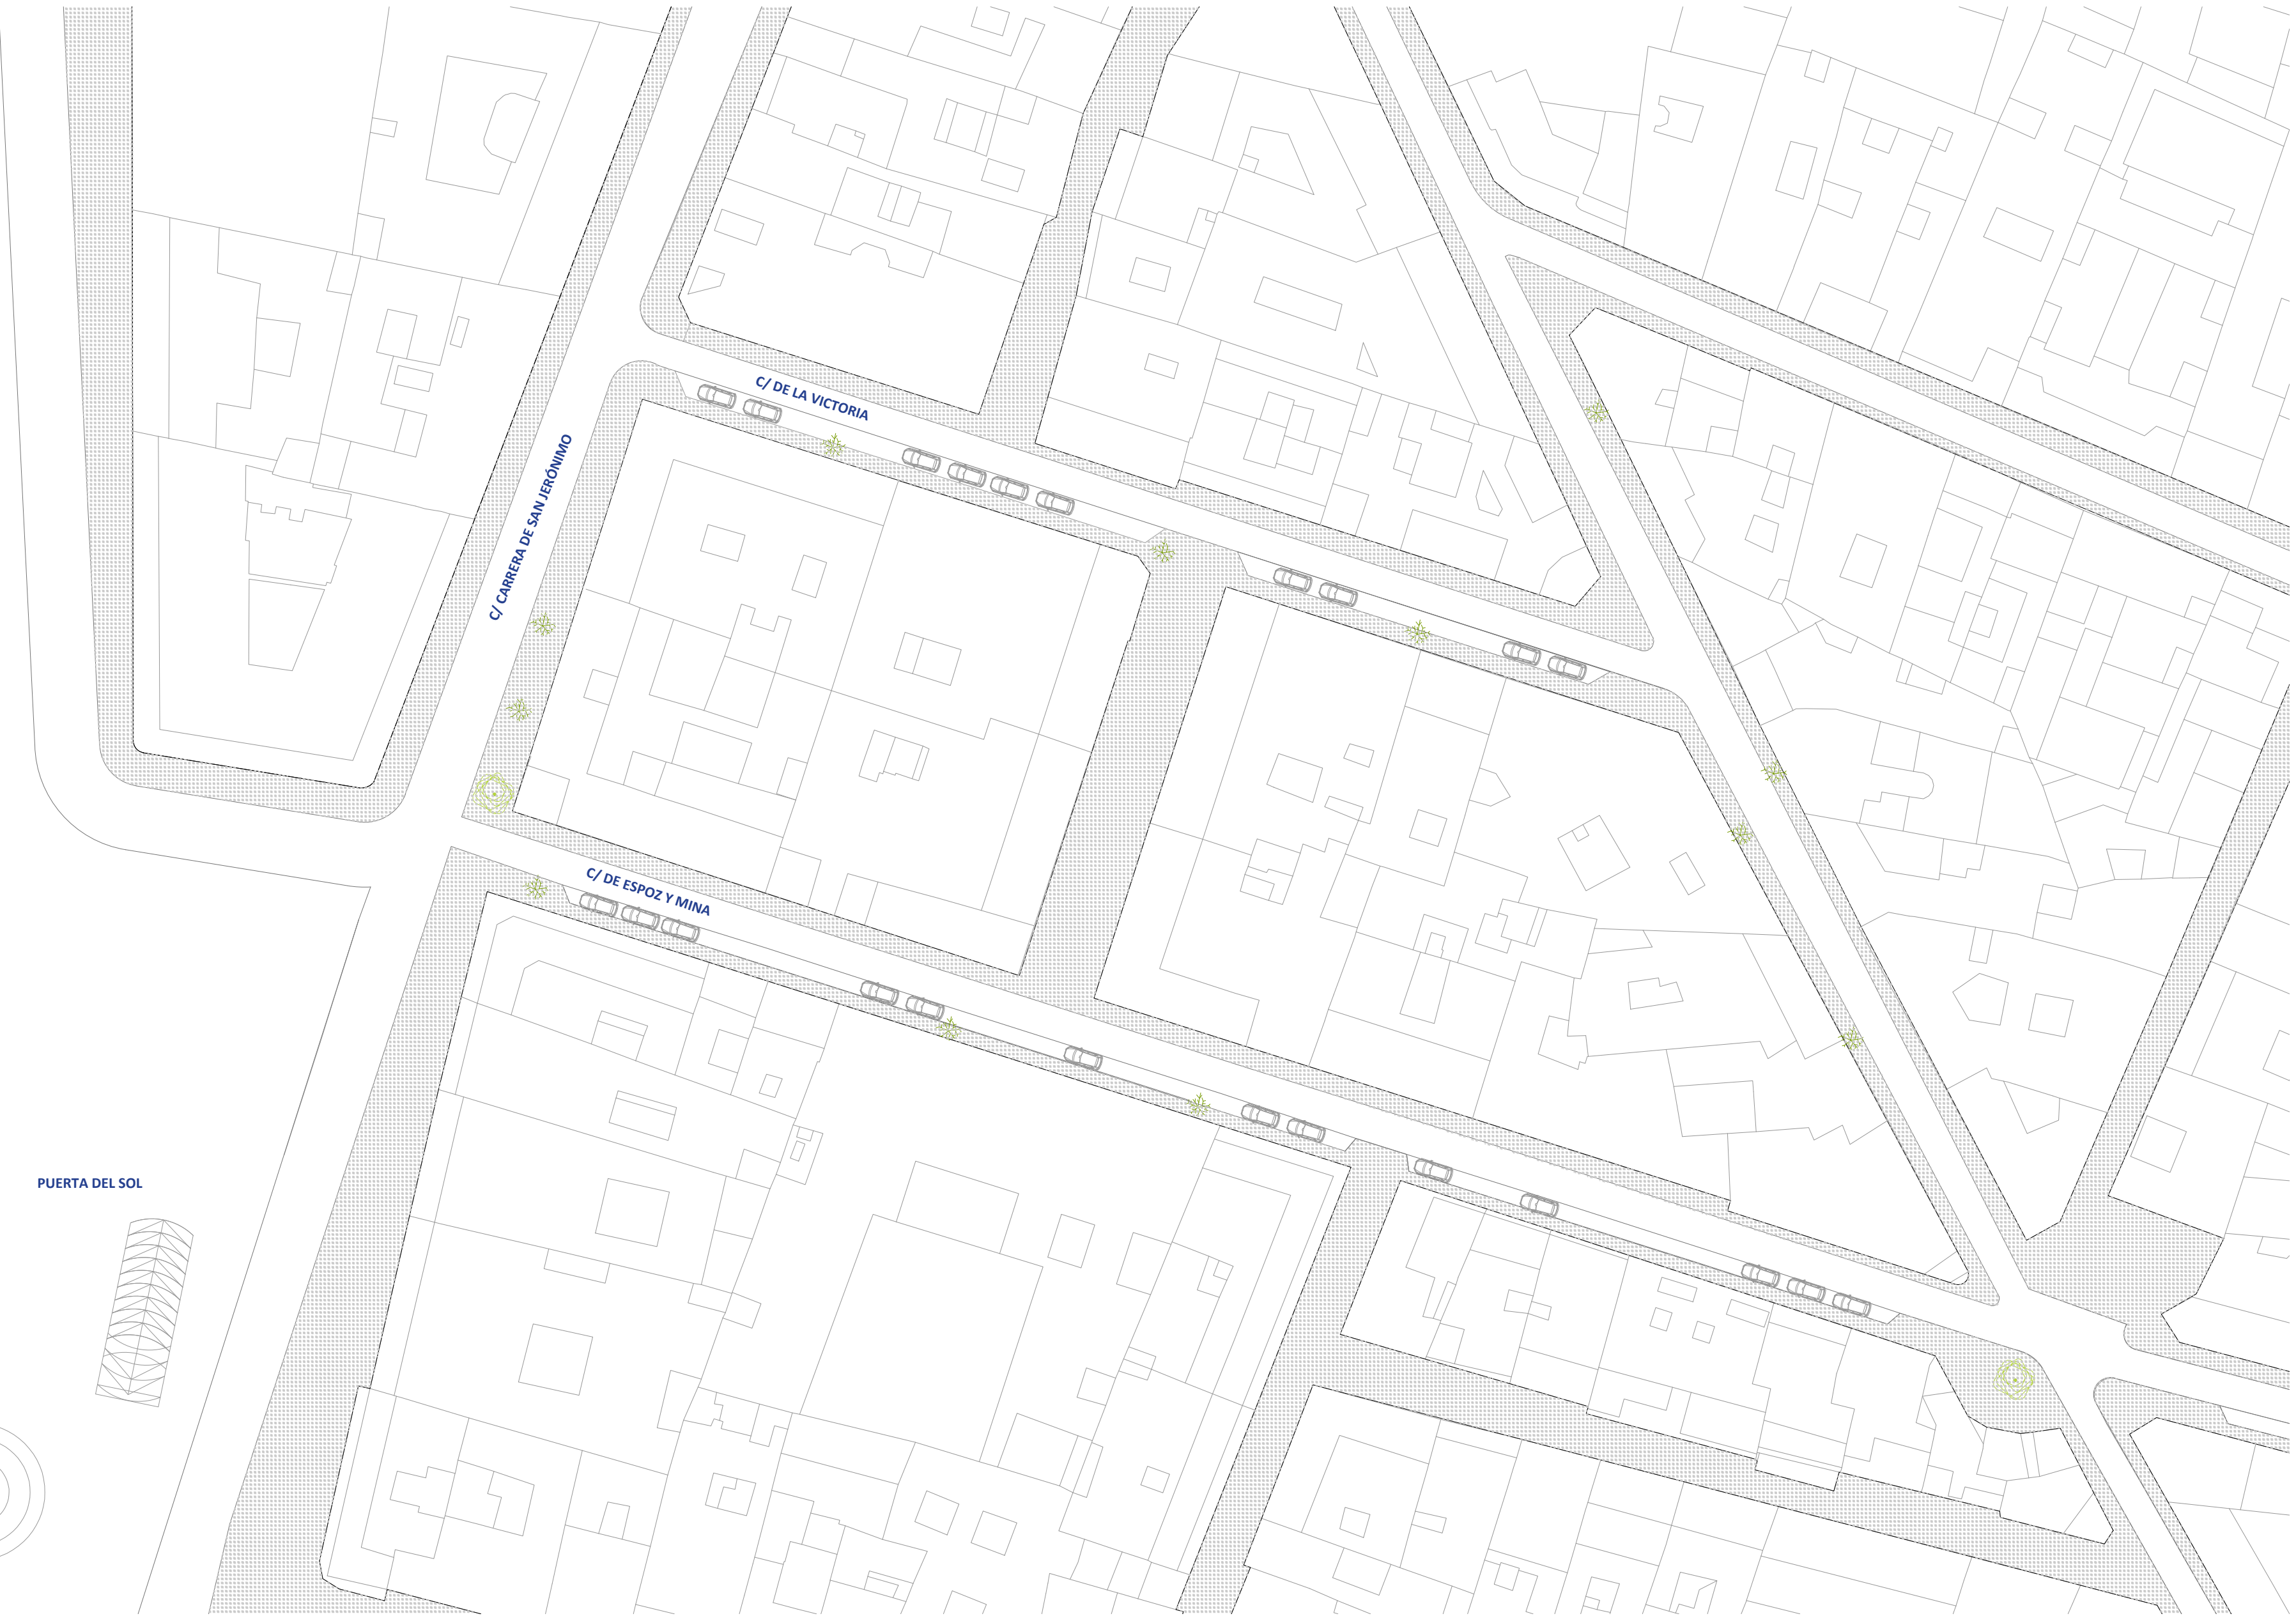 C/ DE LA VICTORIA
C/ CARRERA DE SAN JERÓNIMO
C/ DE ESPOZ Y MINA
PUERTA DEL SOL